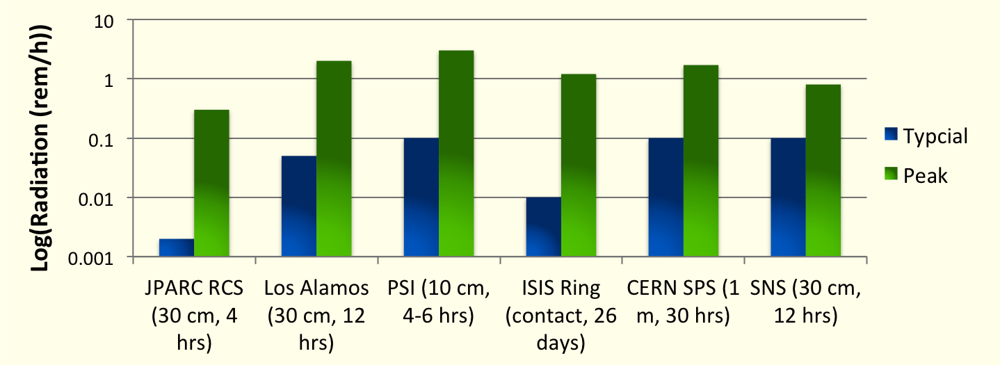 Log(Radiation (rem/h))
10
1
0.1
0.01
0.001
JPARC RCS
(30 cm, 4
hrs)
Los Alamos
(30 cm, 12
hrs)
PSI (10 cm,
4-6 hrs)
ISIS Ring
(contact, 26
days)
CERN SPS (1
m, 30 hrs)
SNS (30 cm,
12 hrs)
Typcial
Peak